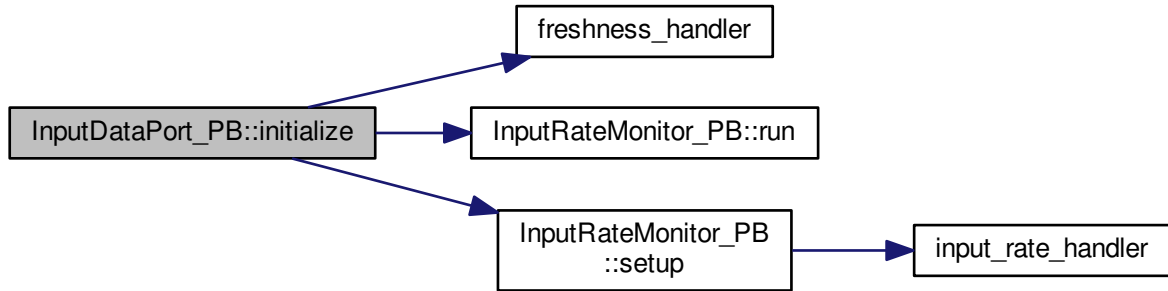 freshness_handler
InputDataPort_PB::initialize
InputRateMonitor_PB::run
InputRateMonitor_PB
::setup
input_rate_handler